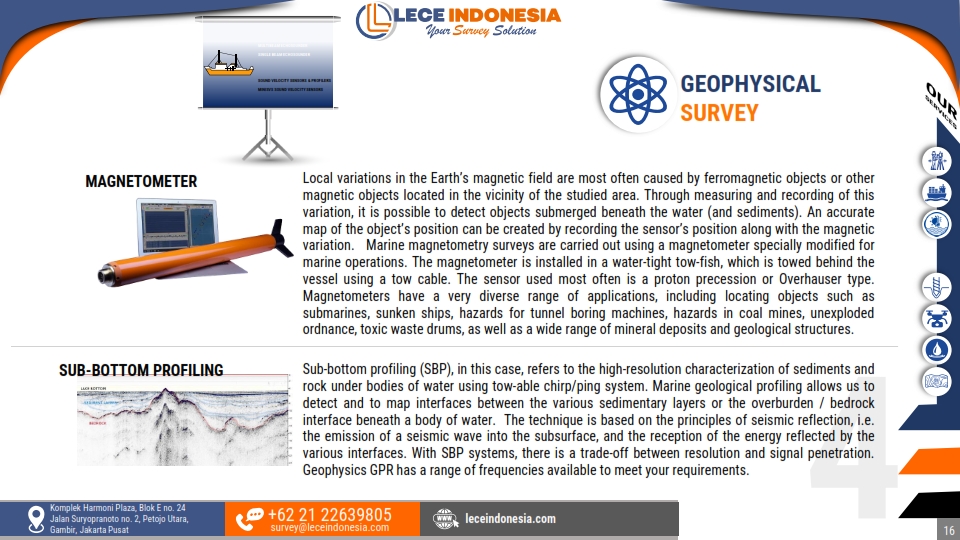 LECE INDONESIA
Your Survey Solution
SOUND VELOCITY SENSORS & PROFILERS
GEOPHYSICAL
SURVEY
OUR
SERVICES
MAGNETOMETER
Local variations in the Earth's magnetic field are most often caused by ferromagnetic objects or other
magnetic objects located in the vicinity of the studied area. Through measuring and recording of this
variation, it is possible to detect objects submerged beneath the water (and sediments). An accurate
map of the object's position can be created by recording the sensor's position along with the magnetic
variation. Marine magnetometry surveys are carried out using a magnetometer specially modified for
marine operations. The magnetometer is installed in a water-tight tow-fish, which is towed behind the
vessel using a tow cable. The sensor used most often is a proton precession or Overhauser type.
Magnetometers have a very diverse range of applications, including locating objects such as
submarines, sunken ships, hazards for tunnel boring machines, hazards in coal mines, unexploded
ordnance, toxic waste drums, as well as a wide range of mineral deposits and geological structures.
SUB-BOTTOM PROFILING
LAKE BOTTOM
BEDROCK
Sub-bottom profiling (SBP), in this case, refers to the high-resolution characterization of sediments and
rock under bodies of water using tow-able chirp/ping system. Marine geological profiling allows us to
detect and to map interfaces between the various sedimentary layers or the overburden / bedrock
interface beneath a body of water. The technique is based on the principles of seismic reflection, i.e.
the emission of a seismic wave into the subsurface, and the reception of the energy reflected by the
various interfaces. With SBP systems, there is a trade-off between resolution and signal penetration.
Geophysics GPR has a range of frequencies available to meet your requirements.
4
Komplek Harmoni Plaza, Blok E no. 24
Jalan Suryopranoto no. 2, Petojo Utara,
Gambir, Jakarta Pusat
+62 21 22639805
survey@leceindonesia.com
leceindonesia.com
16